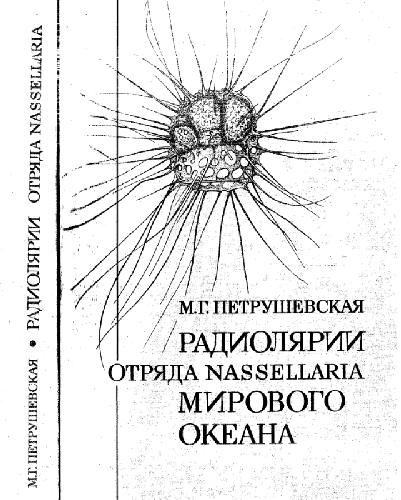 М.Г. ПЕТРУШЕВСКАЯ • РАДИОЛЯРИИ ОТРЯДА NASSELLARIA
М.Г. ПЕТРУШЕВСКАЯ
РАДИОЛЯРИИ
ОТРЯДА NASSELLARIA
МИРОВОГО
ОКЕАНА